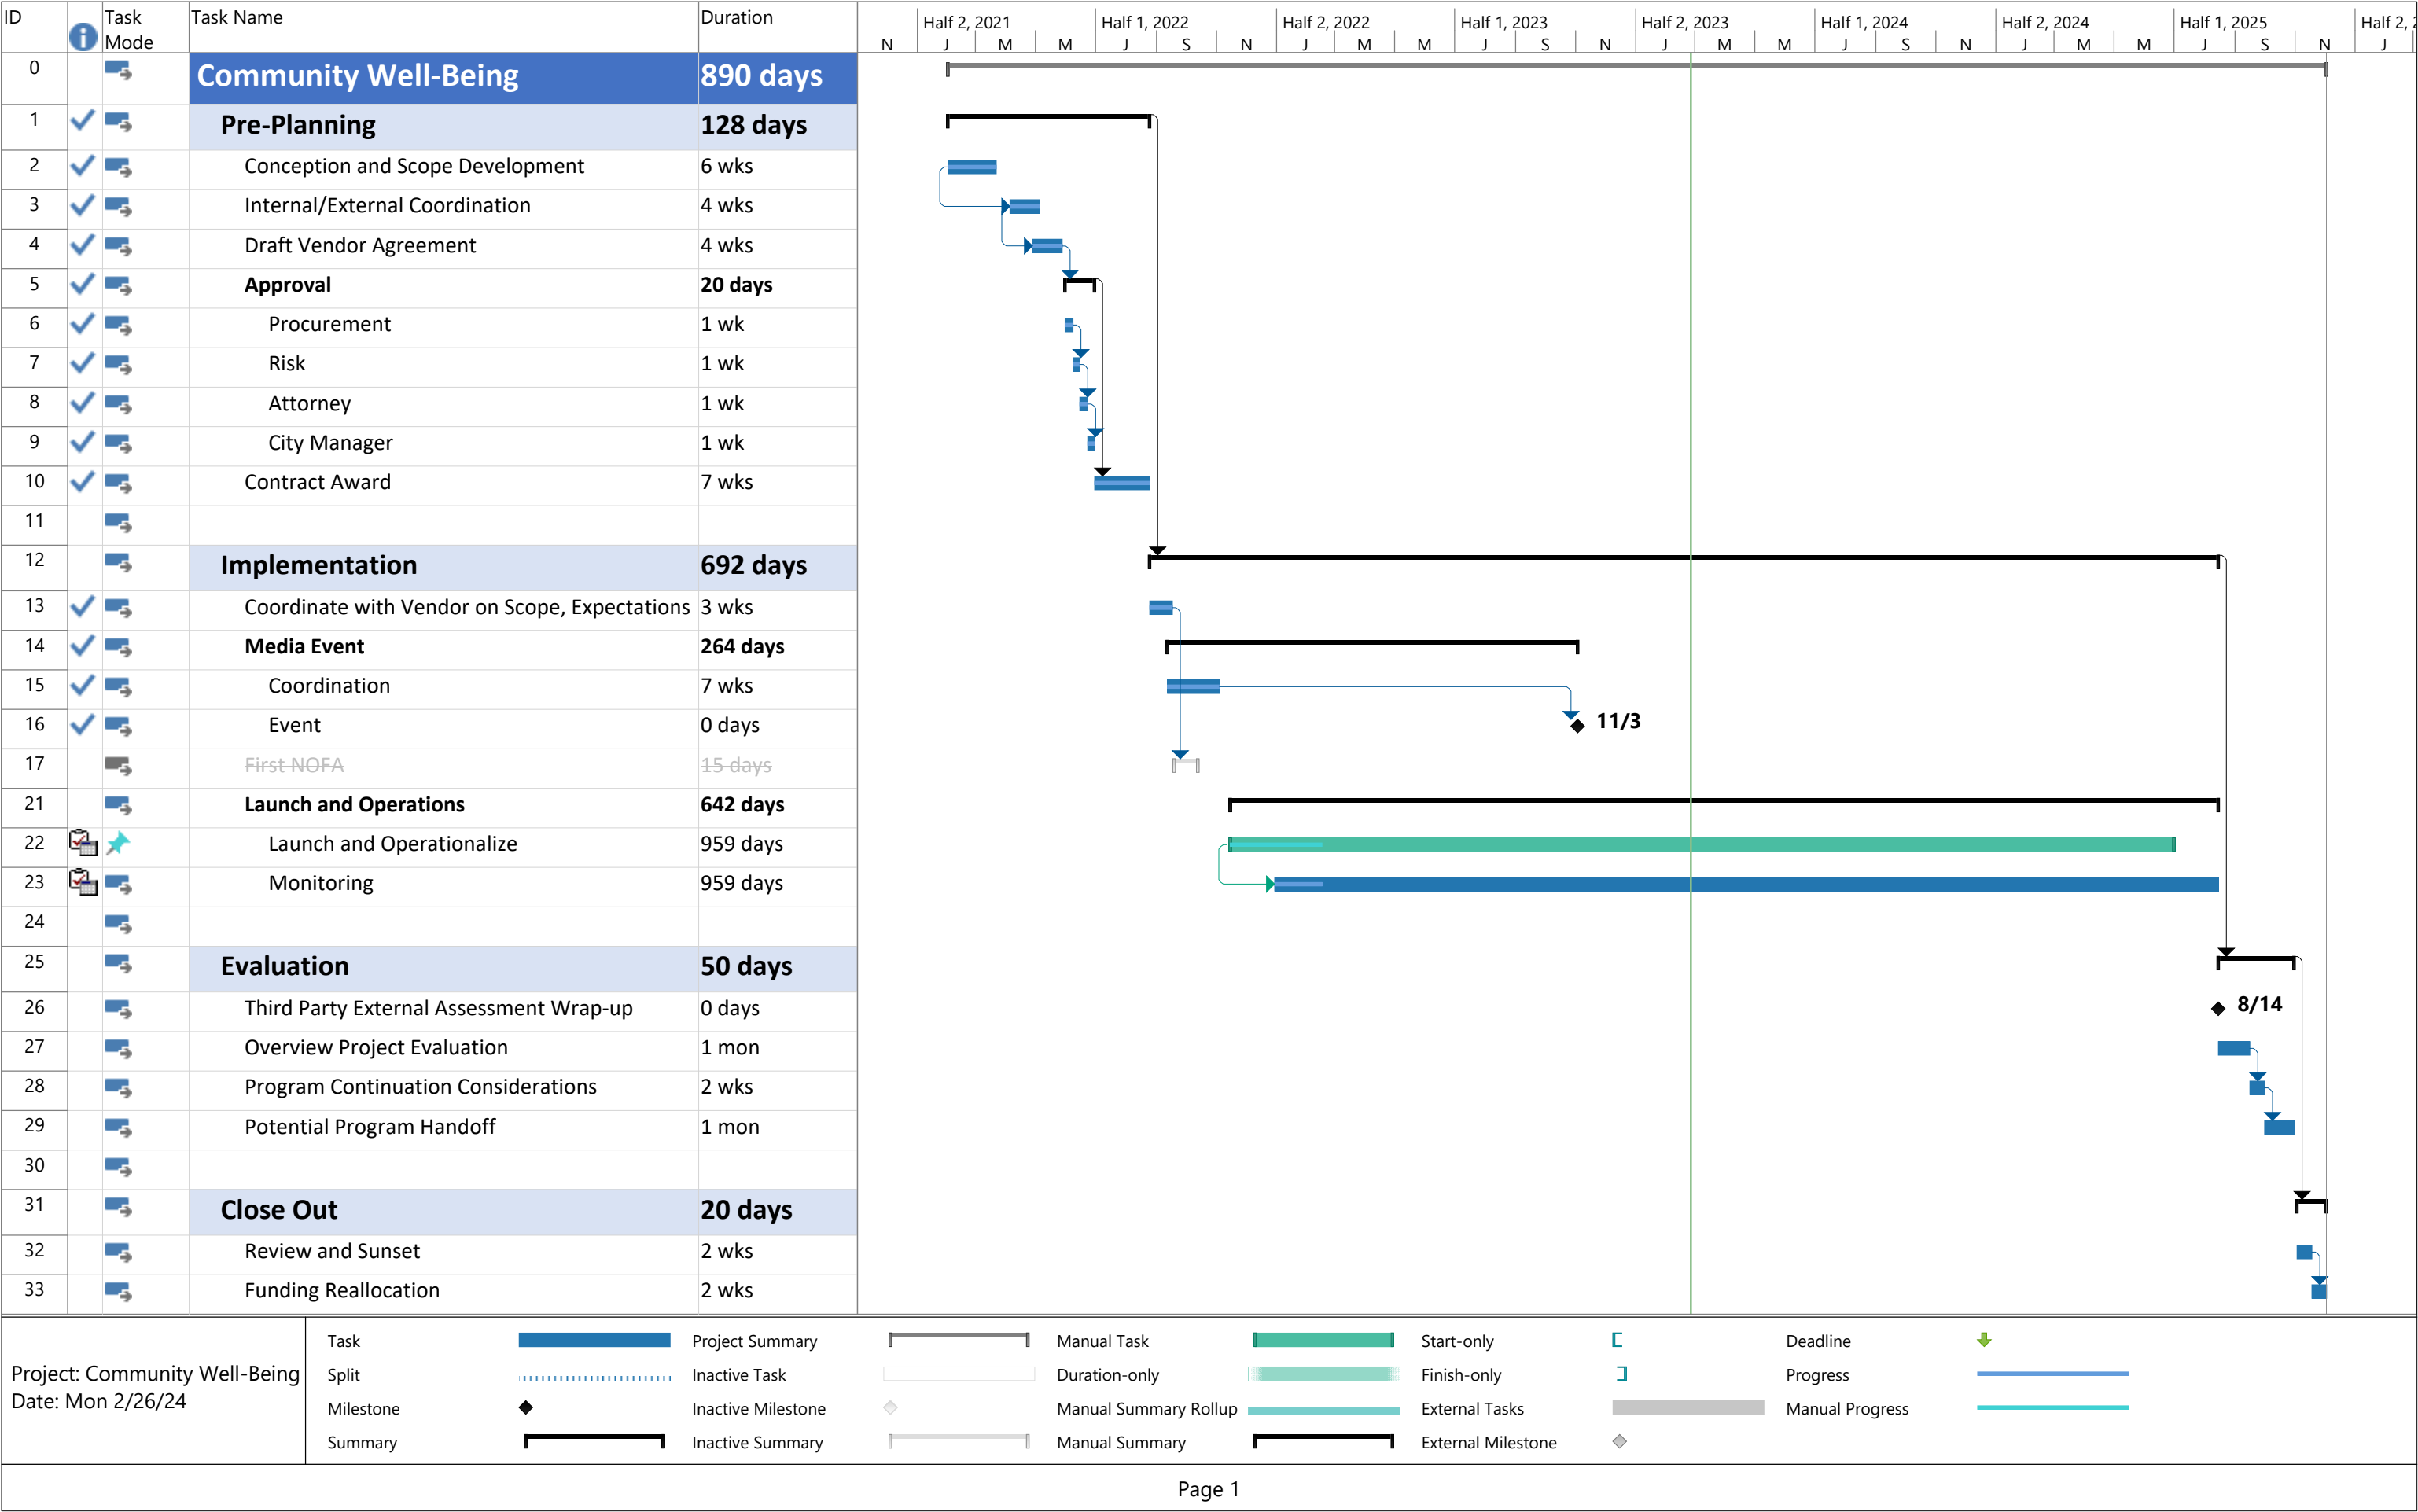 ID Task Mode Task Name Duration
Half 2, 2021 Half 1, 2022 Half 2, 2022 Half 1, 2023 Half 2, 2023 Half 1, 2024 Half 2, 2024 Half 1, 2025 Half 2, 2
N J M M J S N J M M J S N J M M J S N J M M J S N J
0 Community Well-Being 890 days
1 Pre-Planning 128 days
2 Conception and Scope Development 6 wks
3 Internal/External Coordination 4 wks
4 Draft Vendor Agreement 4 wks
5 Approval 20 days
6 Procurement 1 wk
7 Risk 1 wk
8 Attorney 1 wk
9 City Manager 1 wk
10 Contract Award 7 wks
11
12 Implementation 692 days
13 Coordinate with Vendor on Scope, Expectations 3 wks
14 Media Event 264 days
15 Coordination 7 wks
16 Event 0 days 11/3
17 First NOFA 15 days
21 Launch and Operations 642 days
22 Launch and Operationalize 959 days
23 Monitoring 959 days
24
25 Evaluation 50 days
26 Third Party External Assessment Wrap-up 0 days 8/14
27 Overview Project Evaluation 1 mon
28 Program Continuation Considerations 2 wks
29 Potential Program Handoff 1 mon
30
31 Close Out 20 days
32 Review and Sunset 2 wks
33 Funding Reallocation 2 wks
Project: Community Well-Being
Date: Mon 2/26/24
Task Project Summary Manual Task Start-only Deadline
Split Inactive Task Duration-only Finish-only Progress
Milestone Inactive Milestone Manual Summary Rollup External Tasks Manual Progress
Summary Inactive Summary Manual Summary External Milestone
Page 1